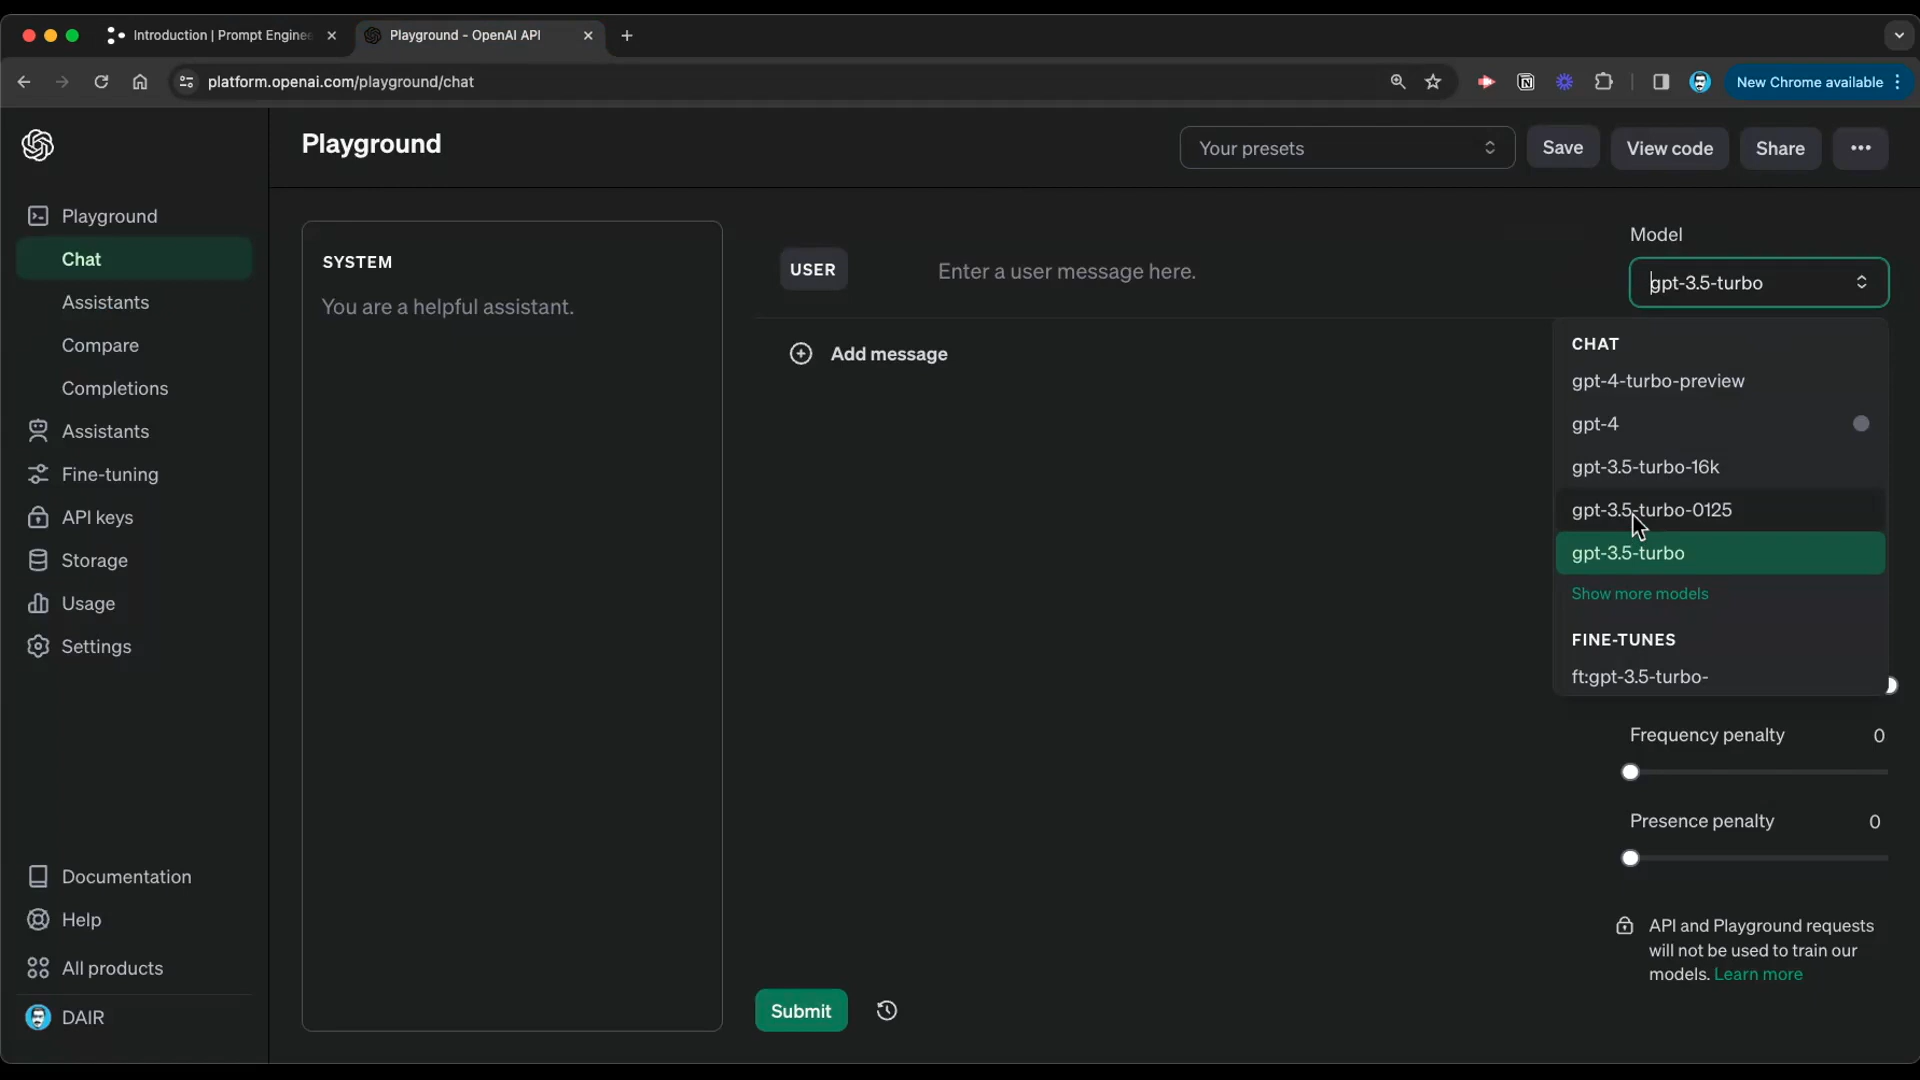 Introduction | Prompt Engine
Playground - OpenAI API
platform.openai.com/playground/chat
New Chrome available
Playground
Your presets
Save
View code
Share
Playground
Chat
Assistants
Compare
Completions
Assistants
Fine-tuning
API keys
Storage
Usage
Settings
Documentation
Help
All products
DAIR
SYSTEM
You are a helpful assistant.
USER
Enter a user message here.
Add message
Submit
Model
gpt-3.5-turbo
CHAT
gpt-4-turbo-preview
gpt-4
gpt-3.5-turbo-16k
gpt-3.5-turbo-0125
gpt-3.5-turbo
Show more models
FINE-TUNES
ft:gpt-3.5-turbo-
Frequency penalty 0
Presence penalty 0
API and Playground requests
will not be used to train our
models. Learn more